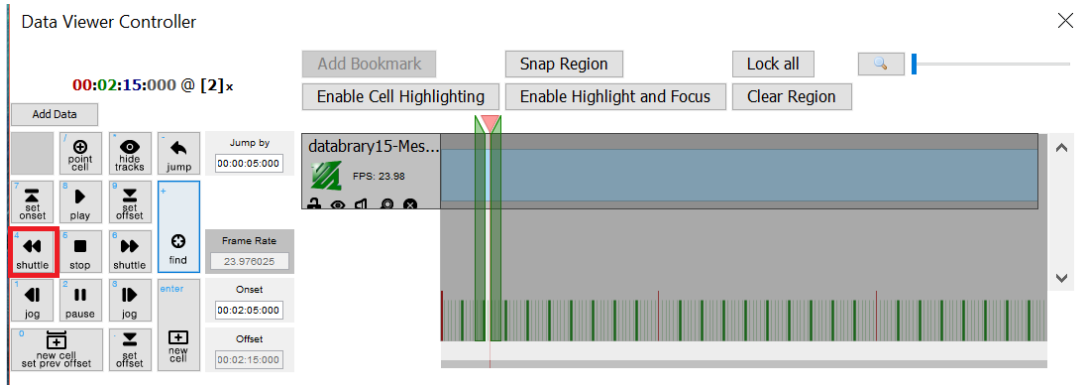 Data Viewer Controller
Add Bookmark
Snap Region
Lock all
00:02:15:000 @ [2]x
Enable Cell Highlighting
Enable Highlight and Focus
Clear Region
Add Data
/ point cell
* hide tracks
- jump
Jump by
00:00:05:000
databrary15-Mes...
FPS: 23.98
7 set onset
8 play
9 set offset
+ find
4 shuttle
5 stop
6 shuttle
Frame Rate
23.976025
1 jog
2 pause
3 jog
enter new cell
Onset
00:02:05:000
0 new cell set prev offset
. set offset
Offset
00:02:15:000